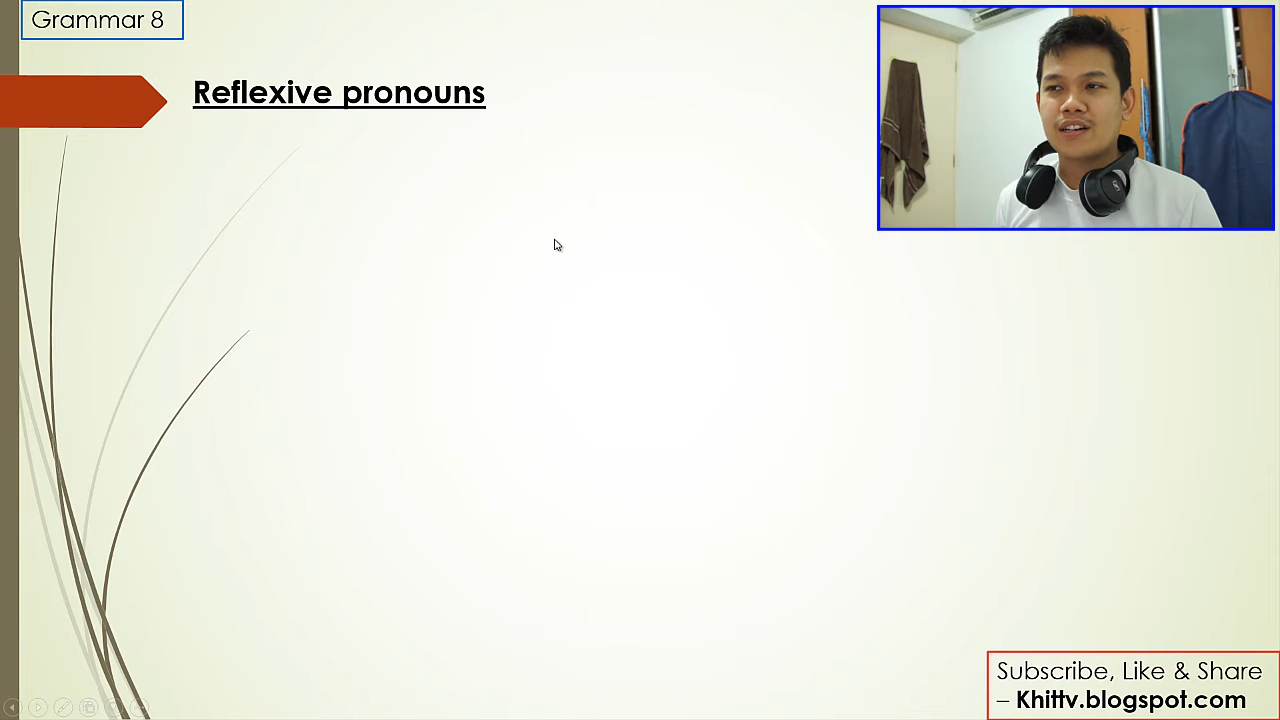 Grammar 8
Reflexive pronouns
Subscribe, Like & Share
– Khittv.blogspot.com